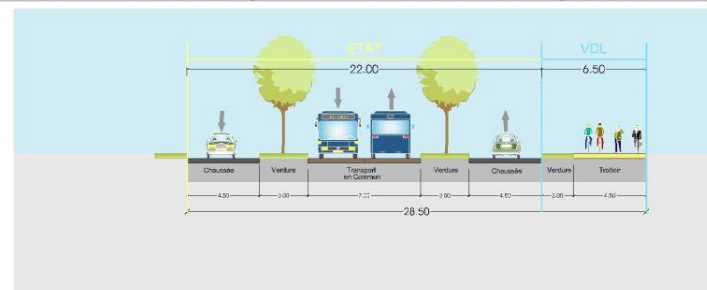 ETAT VDL
22.00 6.50
Chaussée Verdure Transport Verdure Chaussée Verdure Trottoir
en Commun
4.50 3.00 7.00 3.00 4.50 2.00 4.50
28.50